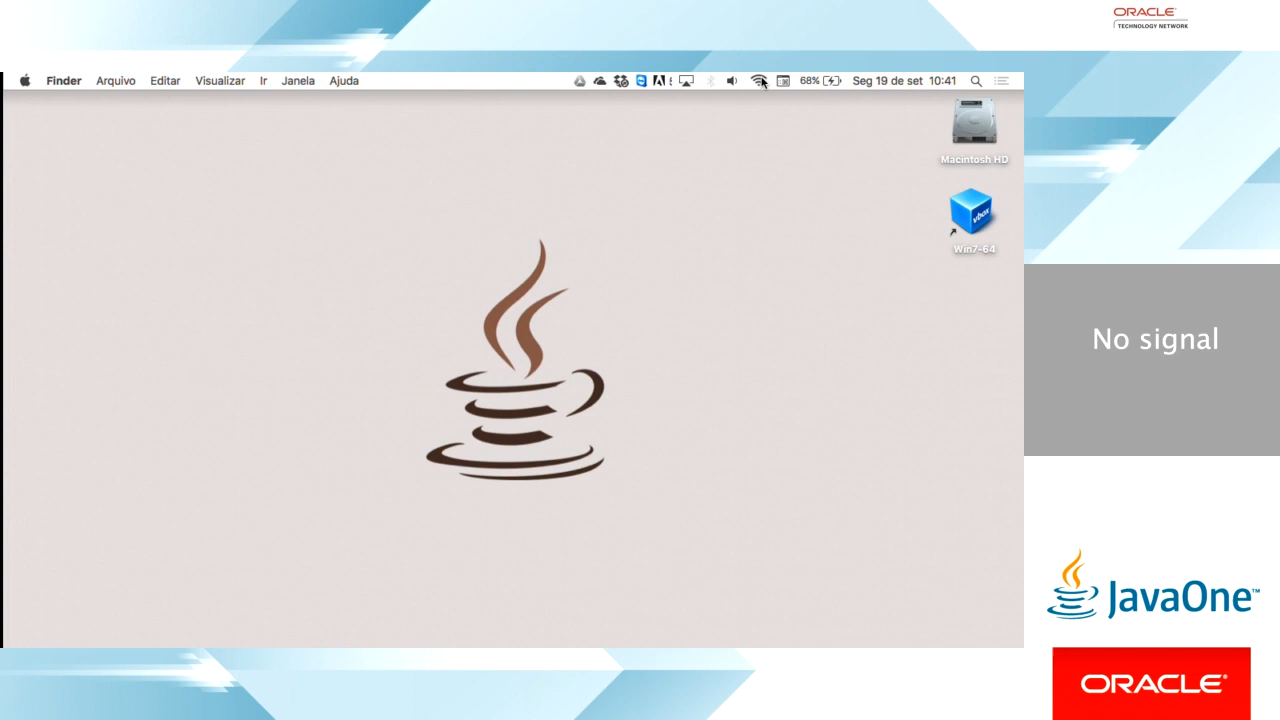 ORACLE
TECHNOLOGY NETWORK
Finder Arquivo Editar Visualizar Ir Janela Ajuda 68% Seg 19 de set 10:41
Macintosh HD
vbox
Win7-64
No signal
JavaOne™
ORACLE®